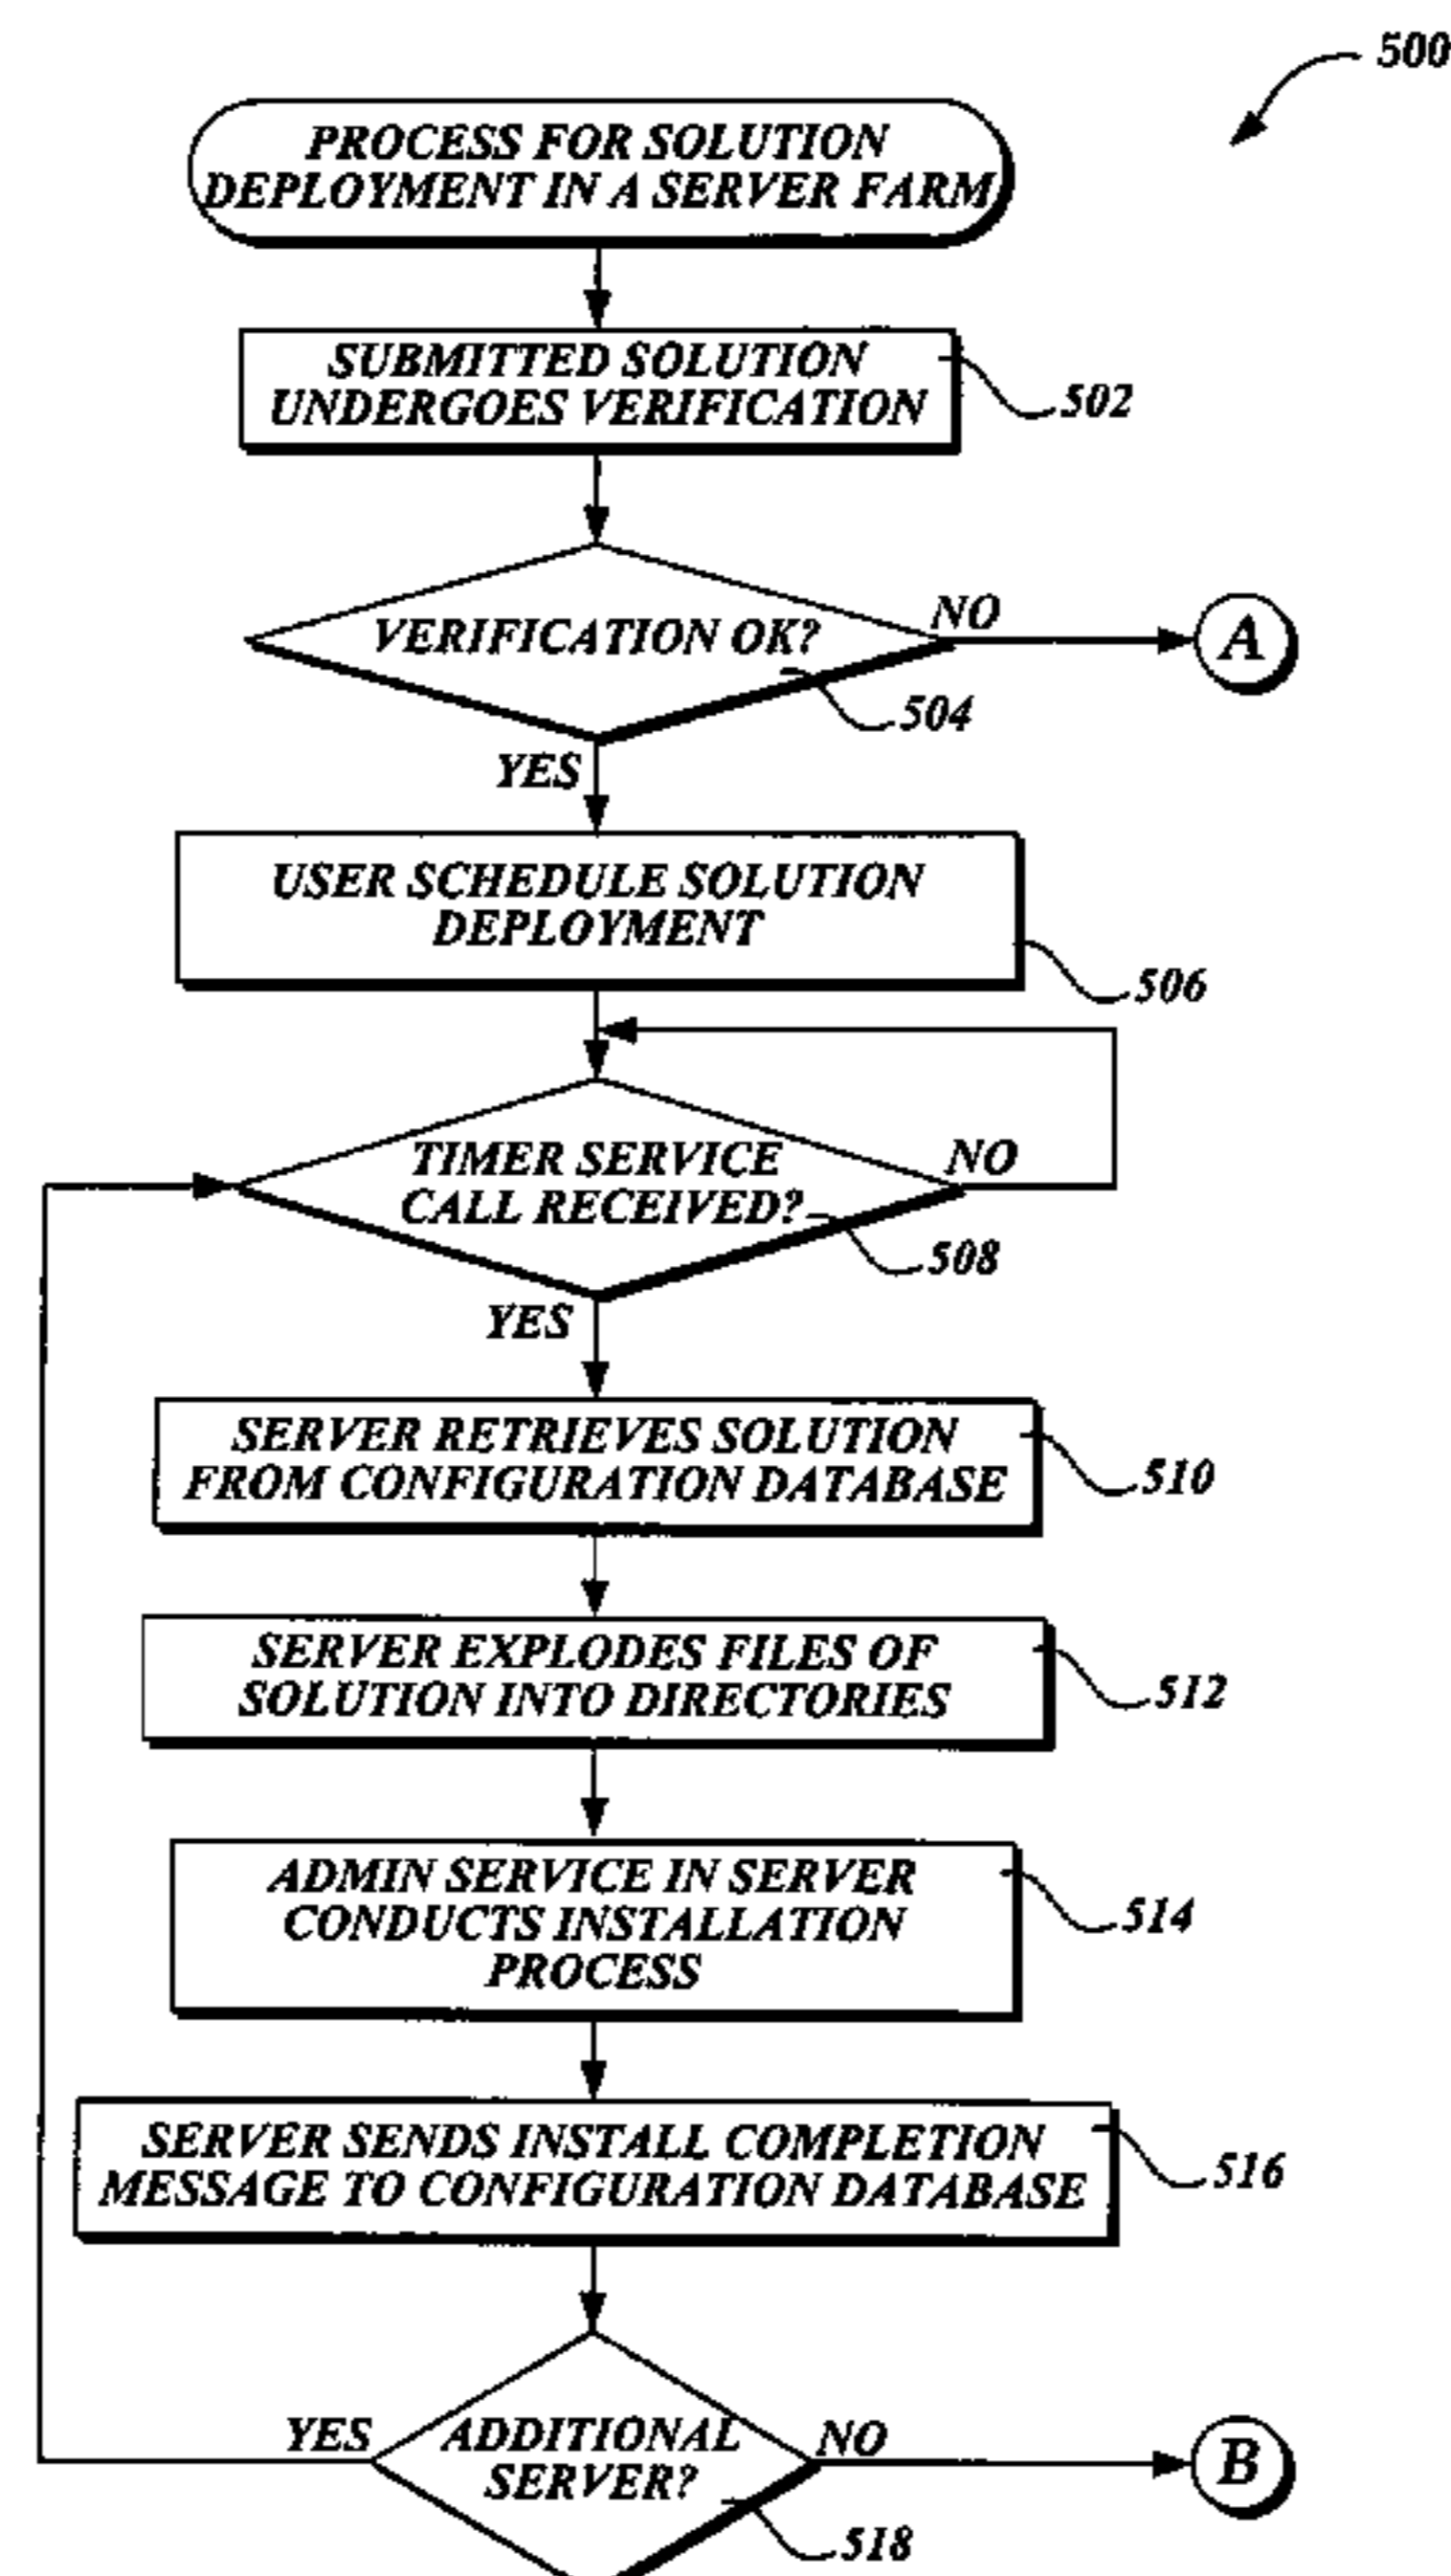 500
PROCESS FOR SOLUTION
DEPLOYMENT IN A SERVER FARM
SUBMITTED SOLUTION
UNDERGOES VERIFICATION
502
VERIFICATION OK?
NO
A
504
YES
USER SCHEDULE SOLUTION
DEPLOYMENT
506
TIMER SERVICE
CALL RECEIVED?
NO
508
YES
SERVER RETRIEVES SOLUTION
FROM CONFIGURATION DATABASE
510
SERVER EXPLODES FILES OF
SOLUTION INTO DIRECTORIES
512
ADMIN SERVICE IN SERVER
CONDUCTS INSTALLATION
PROCESS
514
SERVER SENDS INSTALL COMPLETION
MESSAGE TO CONFIGURATION DATABASE
516
YES
ADDITIONAL
SERVER?
NO
B
518